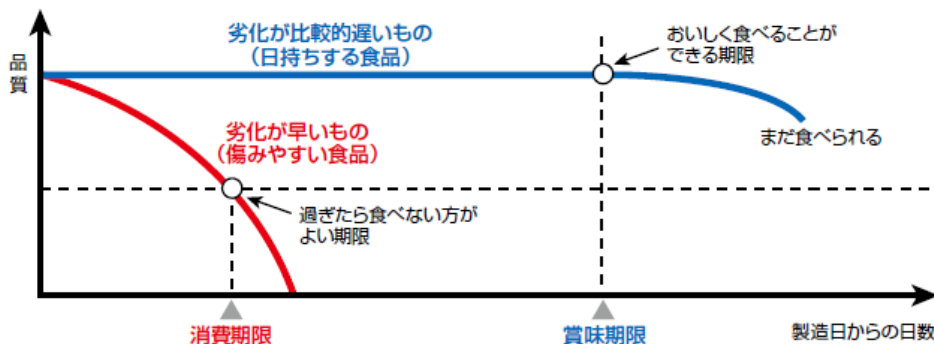 品
質
劣化が比較的遅いもの
(日持ちする食品)
おいしく食べることが
できる期限
まだ食べられる
劣化が早いもの
(傷みやすい食品)
過ぎたら食べない方が
よい期限
消費期限
賞味期限
製造日からの日数